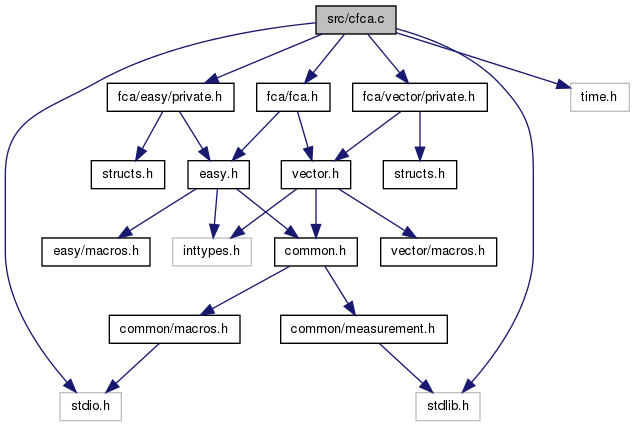 src/cfca.c
fca/easy/private.h
fca/fca.h
fca/vector/private.h
time.h
structs.h
easy.h
vector.h
structs.h
easy/macros.h
inttypes.h
common.h
vector/macros.h
common/macros.h
common/measurement.h
stdio.h
stdlib.h